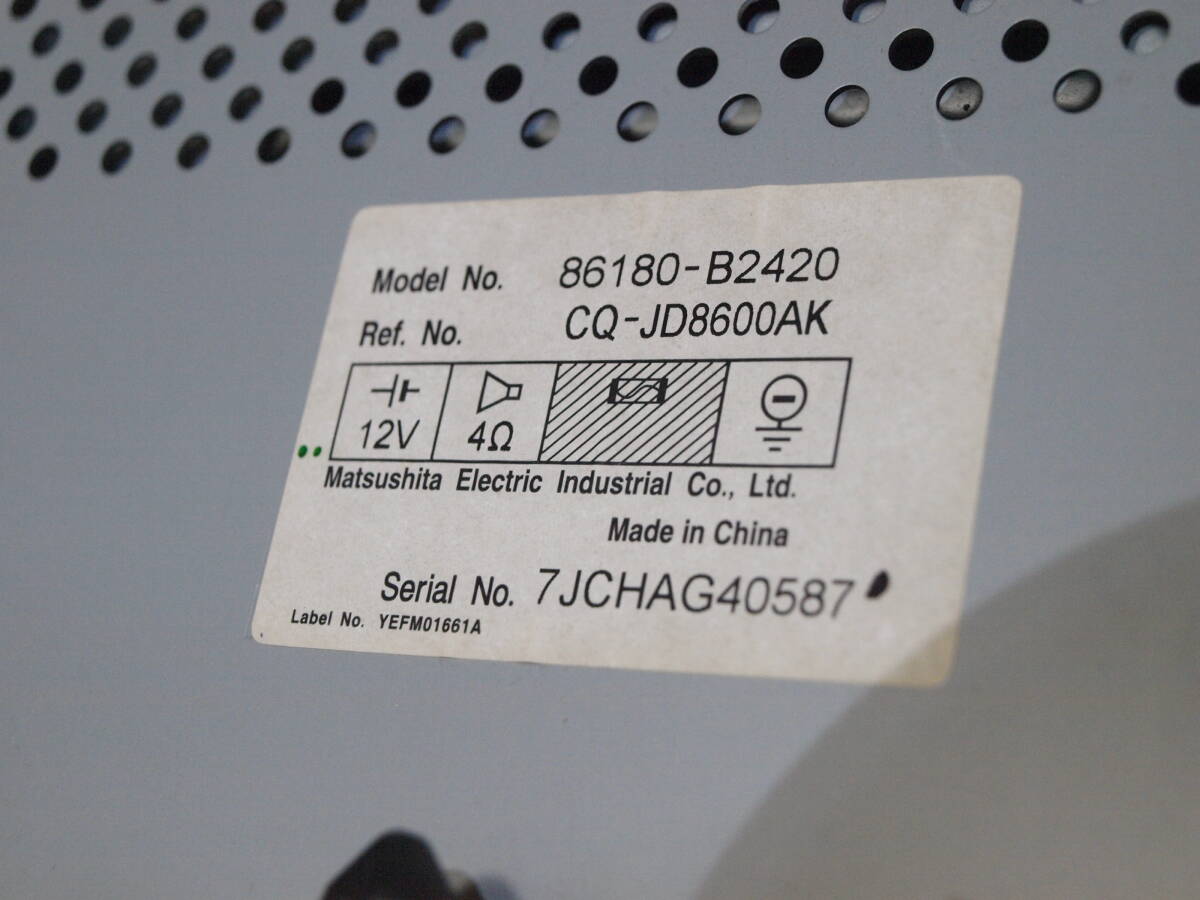 Model No. 86180-B2420
Ref. No. CQ-JD8600AK
12V 4Ω
Matsushita Electric Industrial Co., Ltd.
Made in China
Serial No. 7JCHAG40587
Label No. YEFM01661A